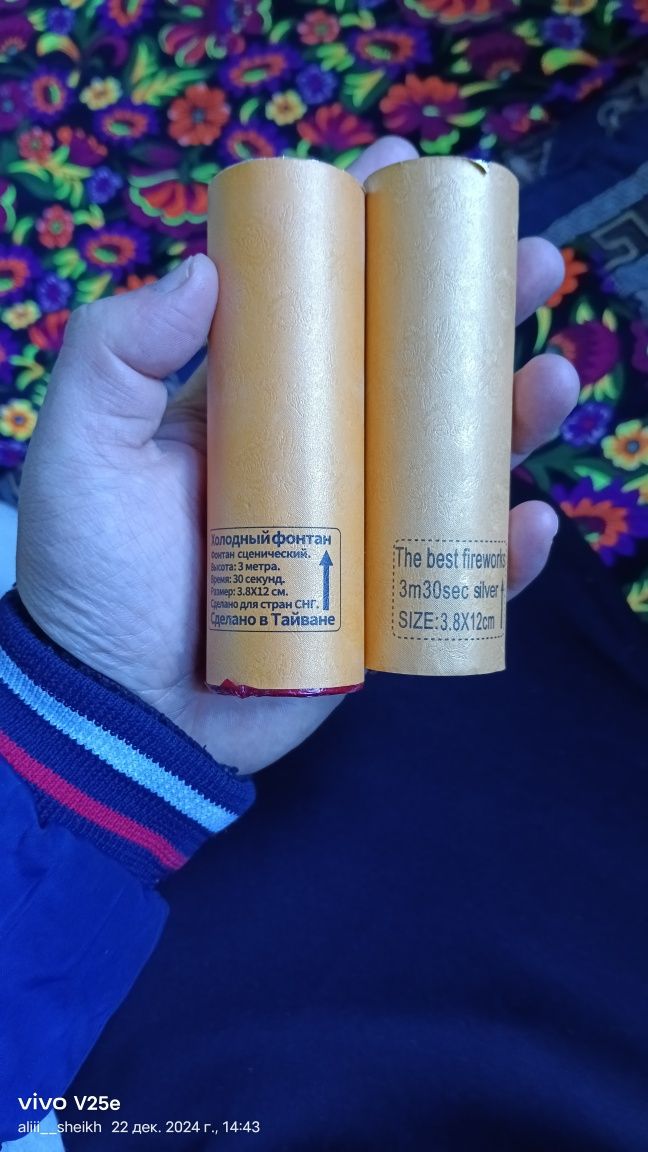 Холодный фонтан
Фонтан сценический.
Высота: 3 метра.
Время: 30 секунд.
Размер: 3.8X12 см.
Сделано для стран СНГ.
Сделано в Тайване
The best fireworks
3m30sec silver
SIZE:3.8X12cm
vivo V25e
aliii__sheikh 22 дек. 2024 г., 14:43